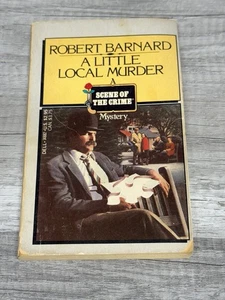 ROBERT BARNARD
A LITTLE
LOCAL MURDER
A
SCENE OF
THE CRIME
Mystery